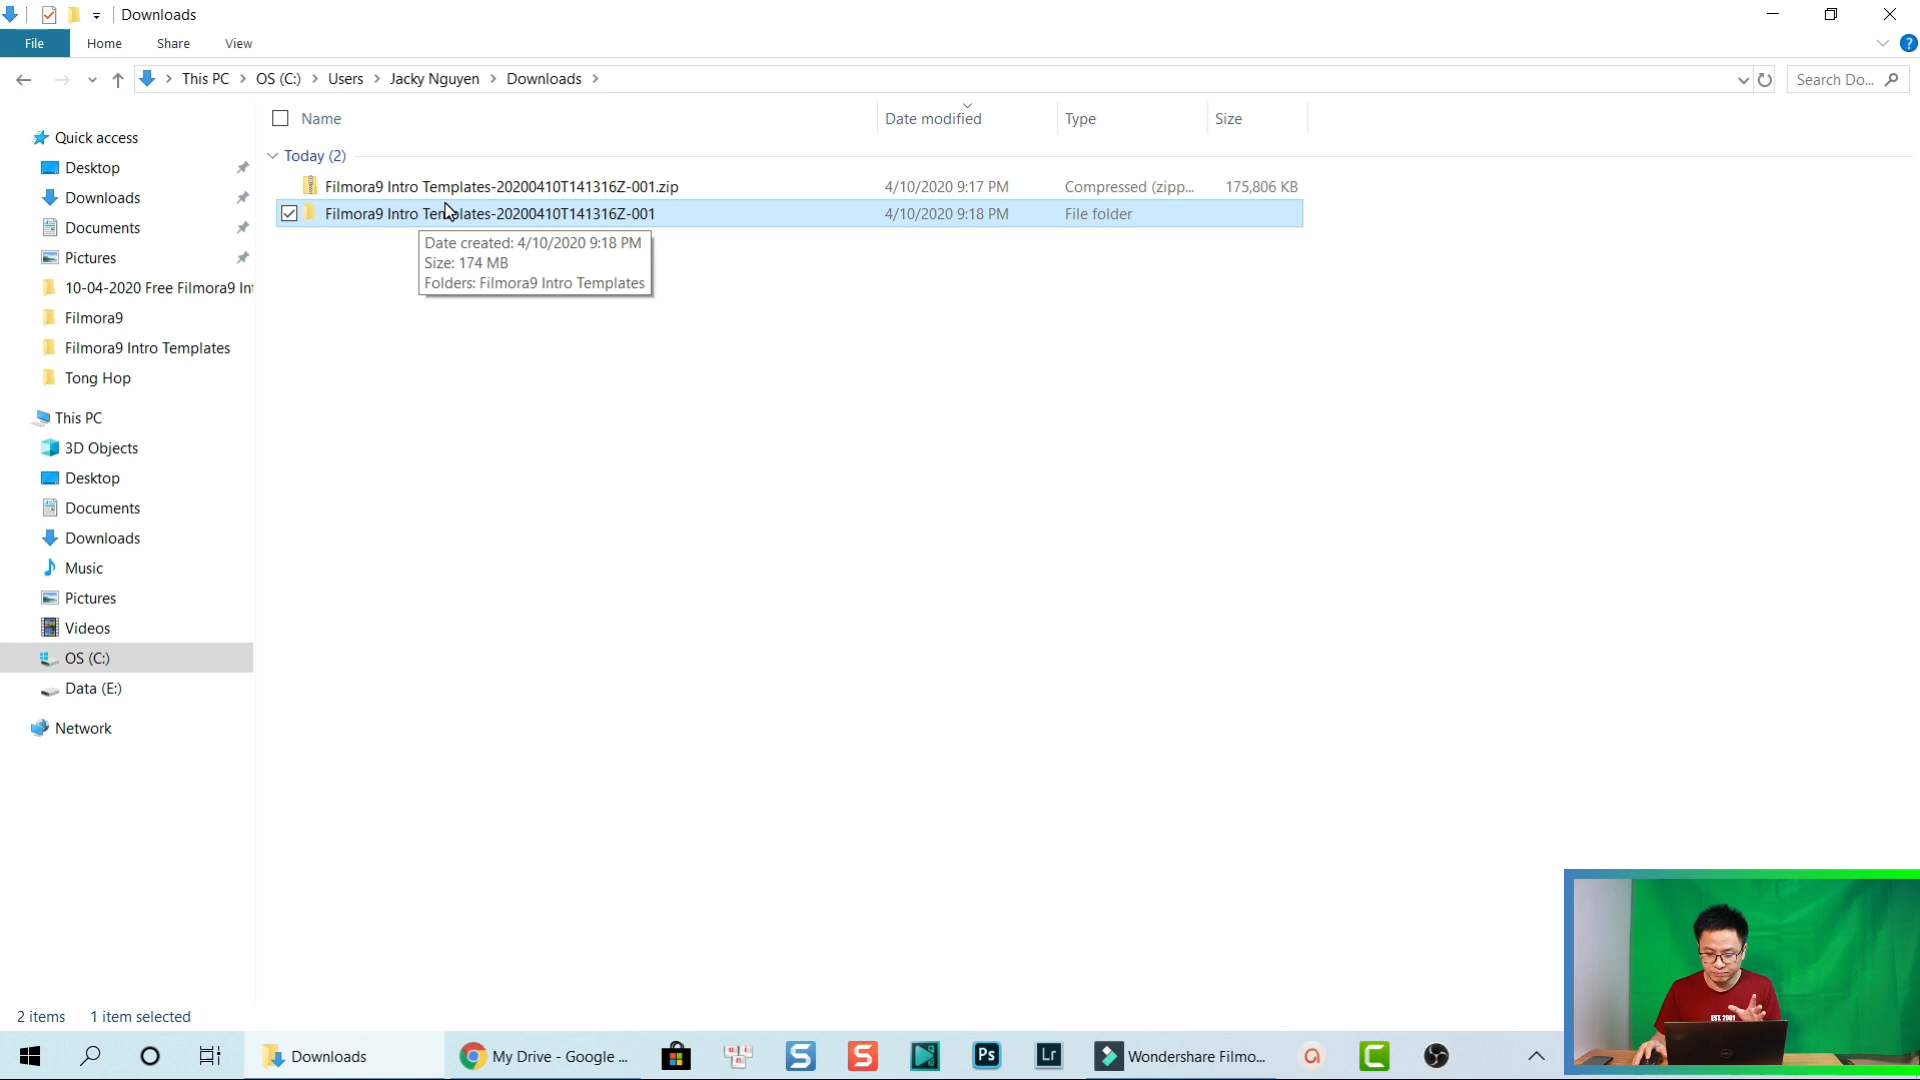 Downloads
File Home Share View
This PC > OS (C:) > Users > Jacky Nguyen > Downloads >
Search Do...
Name Date modified Type Size
Today (2)
Filmora9 Intro Templates-20200410T141316Z-001.zip 4/10/2020 9:17 PM Compressed (zipp... 175,806 KB
Filmora9 Intro Templates-20200410T141316Z-001 4/10/2020 9:18 PM File folder
Date created: 4/10/2020 9:18 PM
Size: 174 MB
Folders: Filmora9 Intro Templates
Quick access
Desktop
Downloads
Documents
Pictures
10-04-2020 Free Filmora9 Int
Filmora9
Filmora9 Intro Templates
Tong Hop
This PC
3D Objects
Desktop
Documents
Downloads
Music
Pictures
Videos
OS (C:)
Data (E:)
Network
2 items 1 item selected
Downloads
My Drive - Google ...
S
S
Ps
Lr
Wondershare Filmo...
a
C
EST. 2001